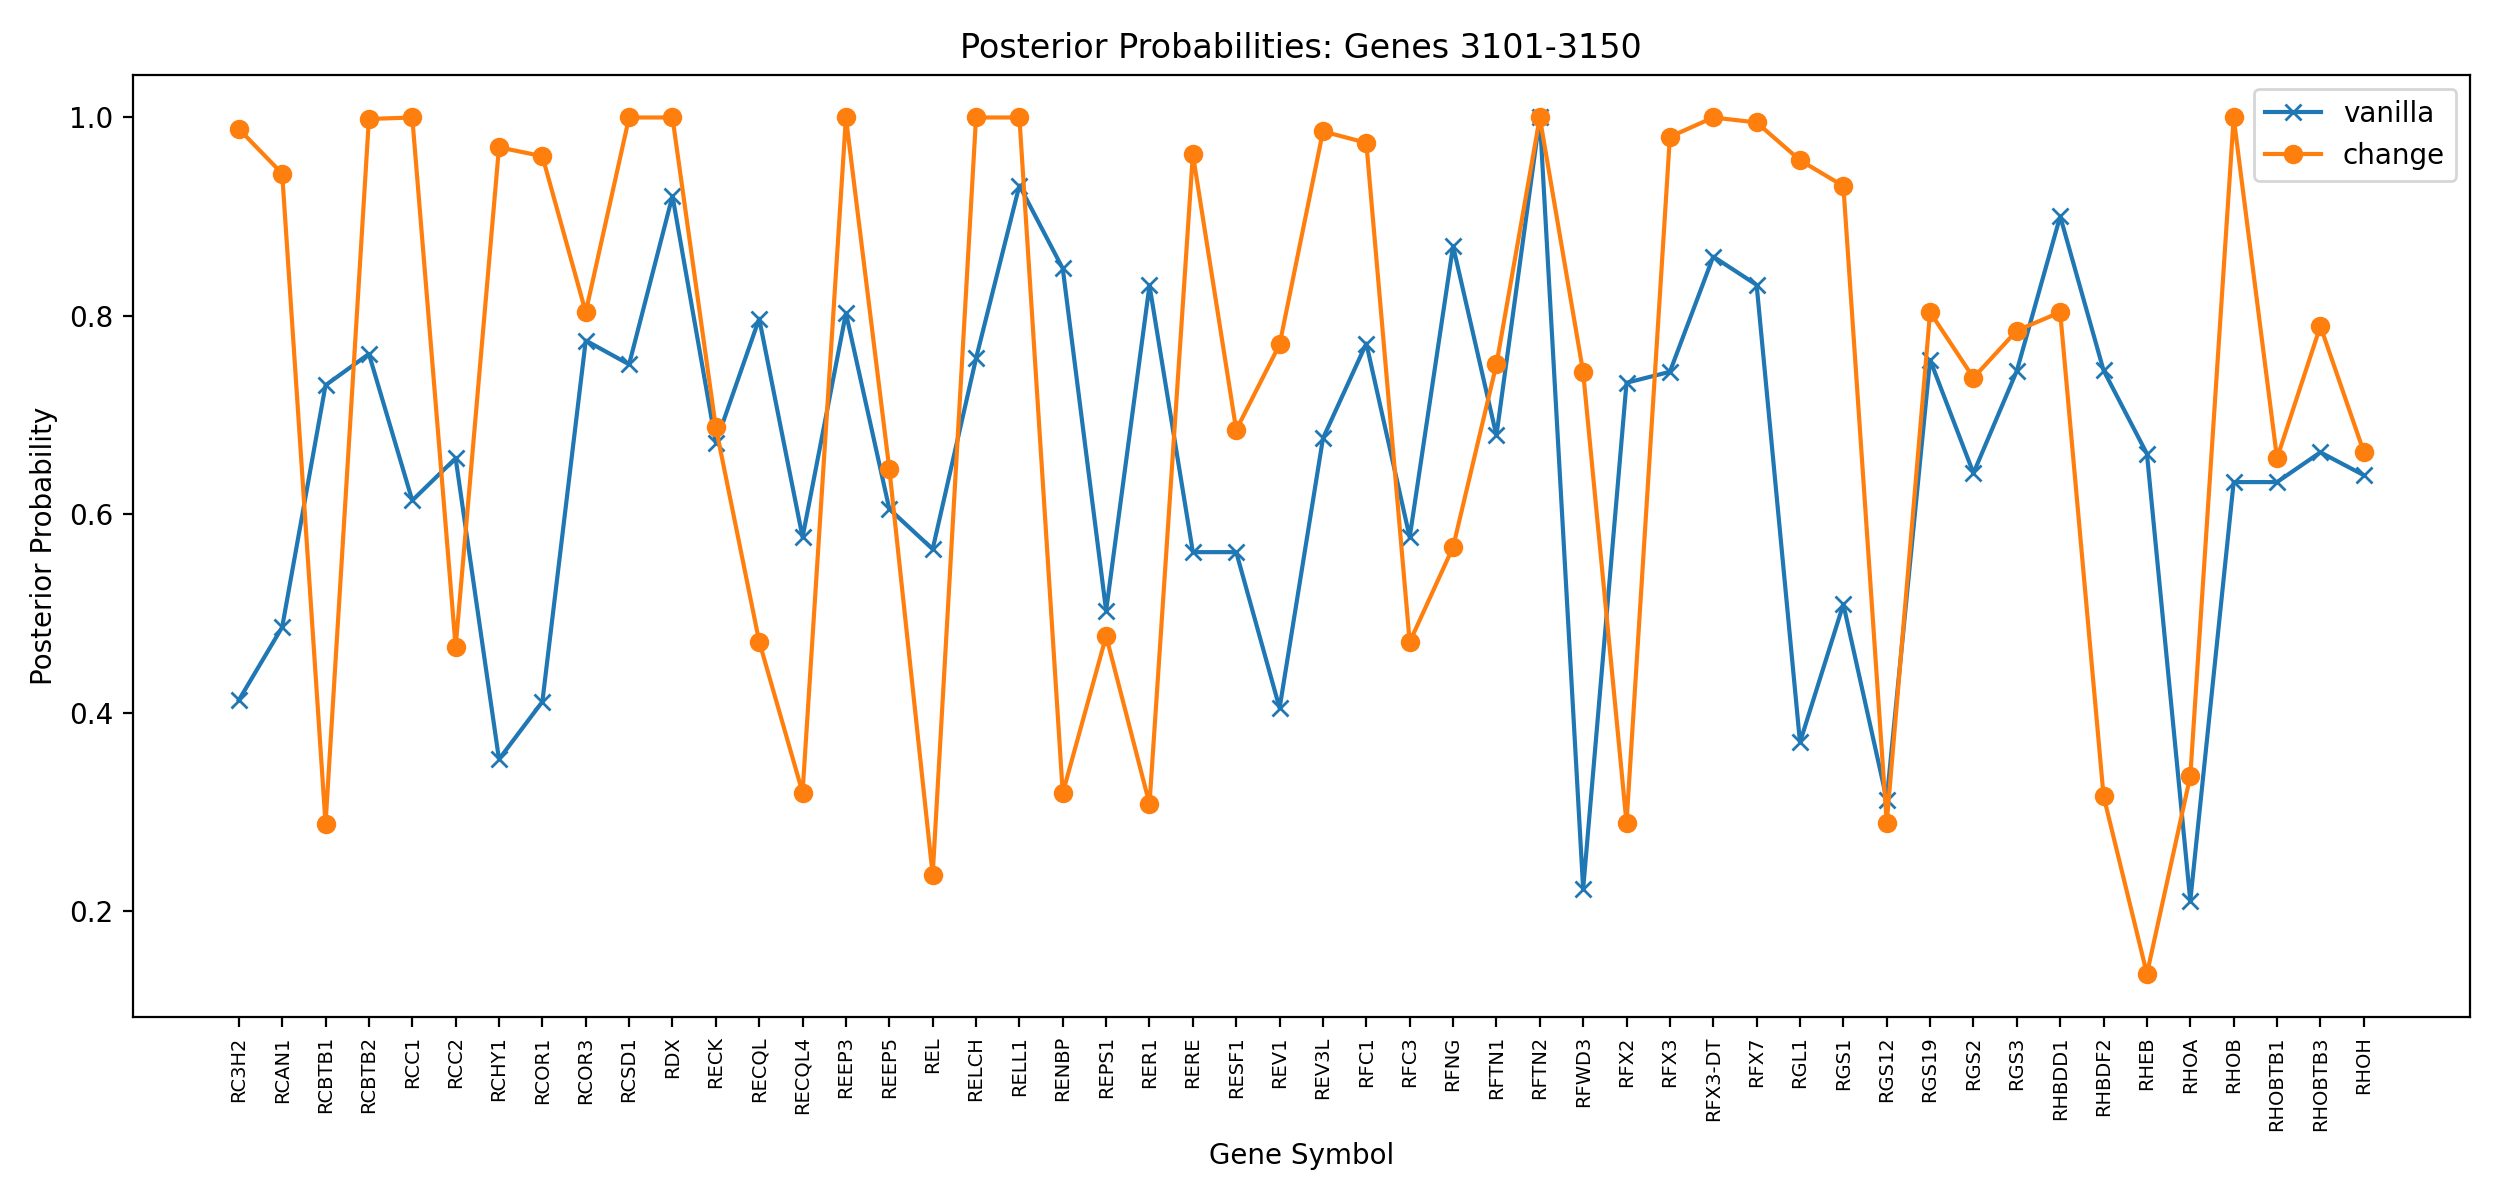 Posterior Probabilities: Genes 3101-3150
vanilla
change
Posterior Probability
1.0
0.8
0.6
0.4
0.2
RC3H2
RCAN1
RCBTB1
RCBTB2
RCC1
RCC2
RCHY1
RCOR1
RCOR3
RCSD1
RDX
RECK
RECQL
RECQL4
REEP3
REEP5
REL
RELCH
RELL1
RENBP
REPS1
RER1
RERE
RESF1
REV1
REV3L
RFC1
RFC3
RFNG
RFTN1
RFTN2
RFWD3
RFX2
RFX3
RFX3-DT
RFX7
RGL1
RGS1
RGS12
RGS19
RGS2
RGS3
RHBDD1
RHBDF2
RHEB
RHOA
RHOB
RHOBTB1
RHOBTB3
RHOH
Gene Symbol